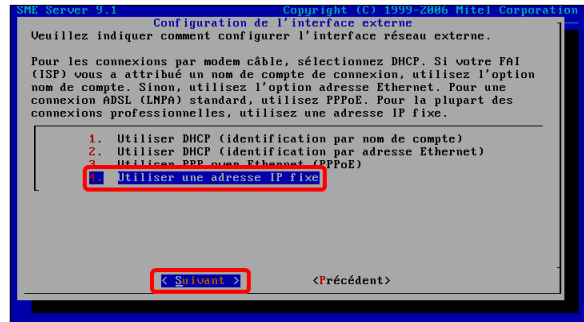 SME Server 9.1 Copyright (C) 1999-2006 Mitel Corporation
Configuration de l'interface externe
Veuillez indiquer comment configurer l'interface réseau externe.
Pour les connexions par modem câble, sélectionnez DHCP. Si votre FAI
(ISP) vous a attribué un nom de compte de connexion, utilisez l'option
nom de compte. Sinon, utilisez l'option adresse Ethernet. Pour une
connexion ADSL (LMPA) standard, utilisez PPPoE. Pour la plupart des
connexions professionnelles, utilisez une adresse IP fixe.
1. Utiliser DHCP (identification par nom de compte)
2. Utiliser DHCP (identification par adresse Ethernet)
3. Utiliser PPP over Ethernet (PPPoE)
4. Utiliser une adresse IP fixe
< Suivant > <Précédent>